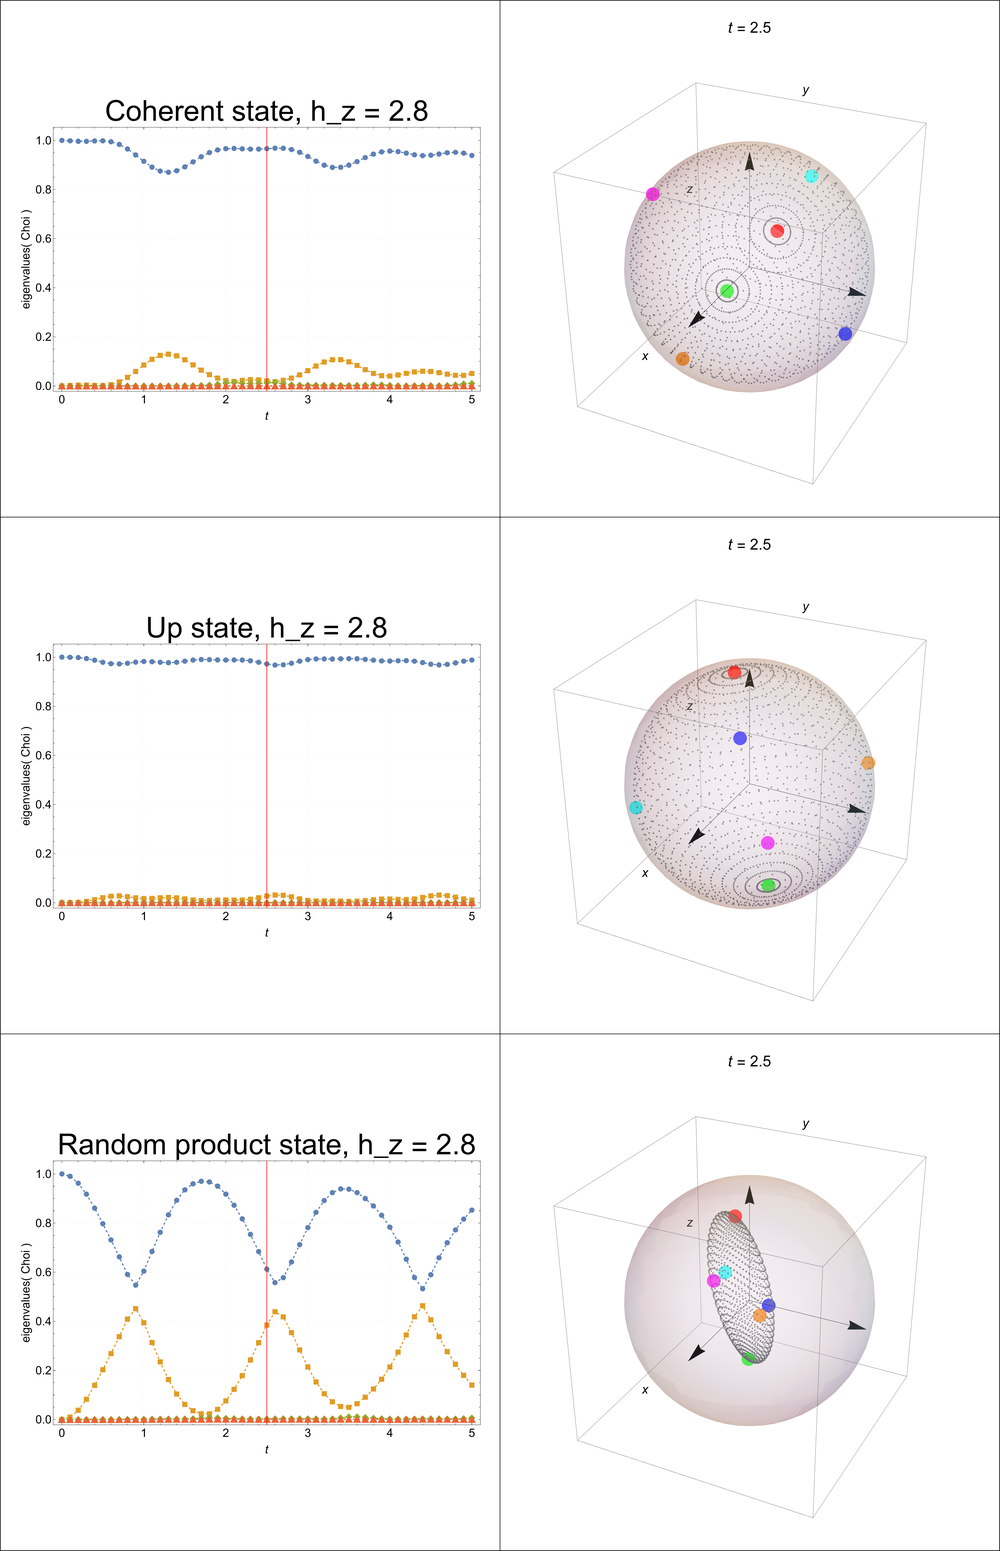 t = 2.5
y
Coherent state, h_z = 2.8
1.0
0.8
0.6
0.4
0.2
0.0
eigenvalues( Choi )
0 1 2 3 4 5
t
z
x
t = 2.5
y
Up state, h_z = 2.8
1.0
0.8
0.6
0.4
0.2
0.0
eigenvalues( Choi )
0 1 2 3 4 5
t
z
x
t = 2.5
y
Random product state, h_z = 2.8
1.0
0.8
0.6
0.4
0.2
0.0
eigenvalues( Choi )
0 1 2 3 4 5
t
z
x